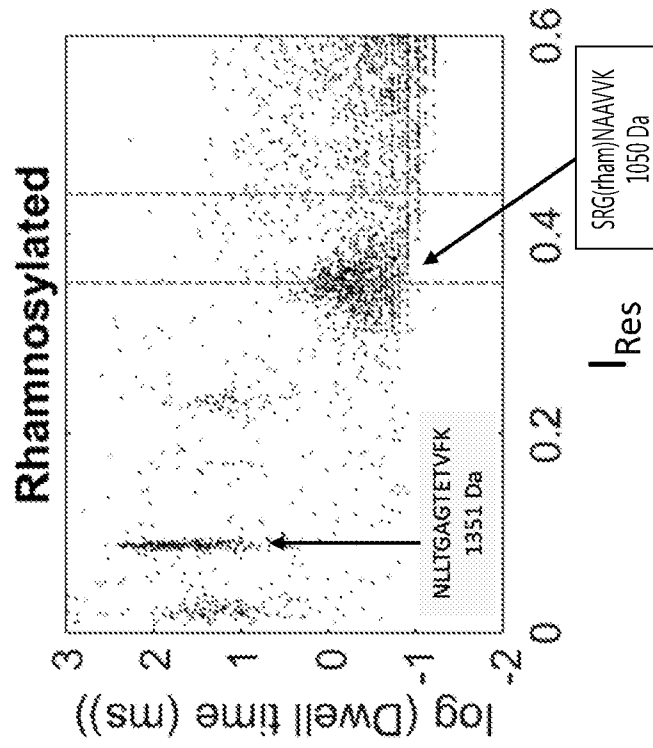 Rhamnosylated
log (Dwell time (ms))
3
2
1
0
-1
-2
0
0.2
0.4
0.6
I Res
NLLTGAGTETVFK
1351 Da
SRG(rham)NAAVVK
1050 Da